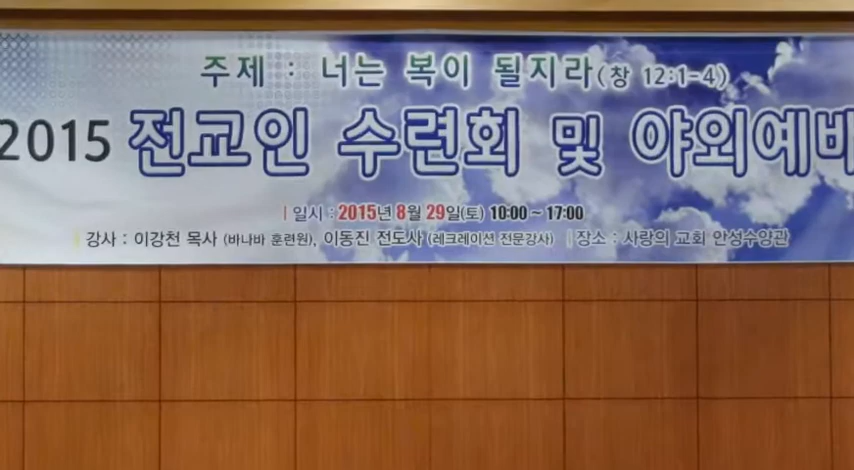 주제 : 너는 복이 될지라(창 12:1-4)
2015 전교인 수련회 및 야외예배
일시 : 2015년 8월 29일(토) 10:00 ~ 17:00
강사 : 이강천 목사 (바나바 훈련원), 이동진 전도사 (레크레이션 전문강사) 장소 : 사랑의 교회 안성수양관